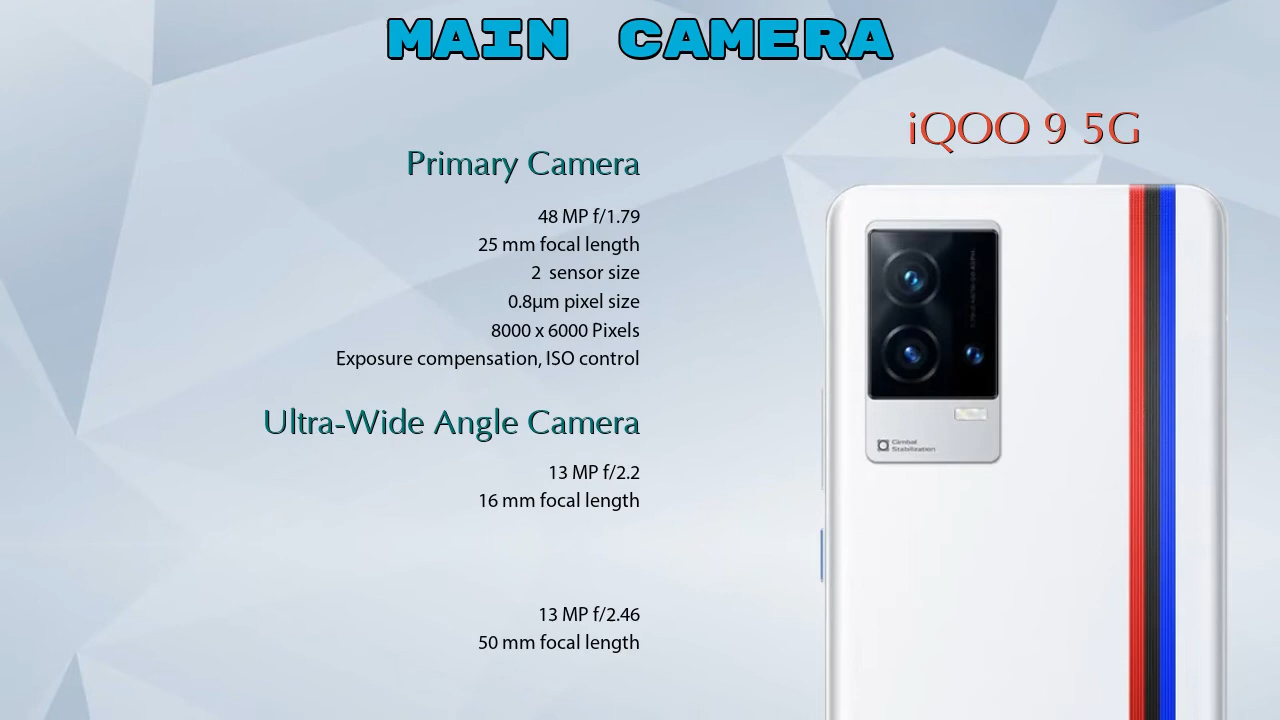 MAIN CAMERA
iQOO 9 5G
Primary Camera
48 MP f/1.79
25 mm focal length
2 sensor size
0.8µm pixel size
8000 x 6000 Pixels
Exposure compensation, ISO control
Ultra-Wide Angle Camera
13 MP f/2.2
16 mm focal length
13 MP f/2.46
50 mm focal length
Gimbal
Stabilization